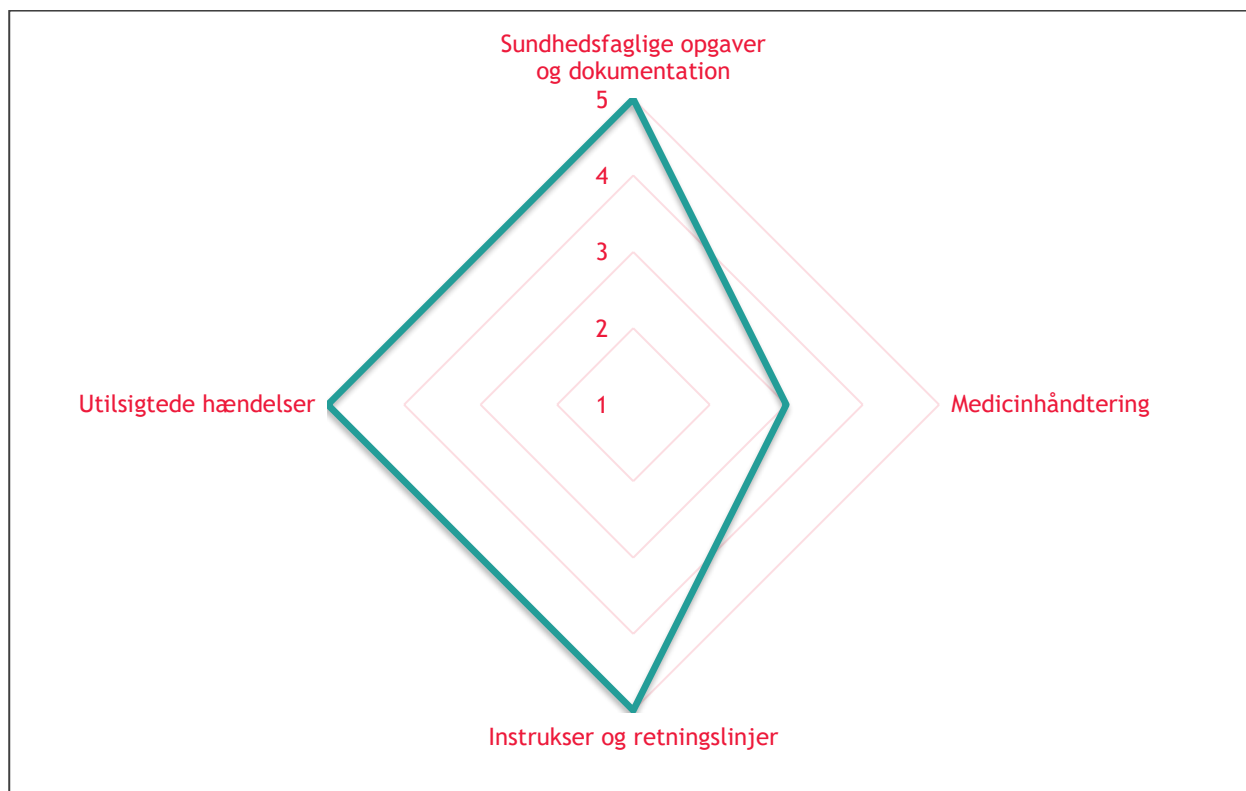 Sundhedsfaglige opgaver
og dokumentation
5
4
3
2
Utilsigtede hændelser
1
Medicinhåndtering
Instrukser og retningslinjer